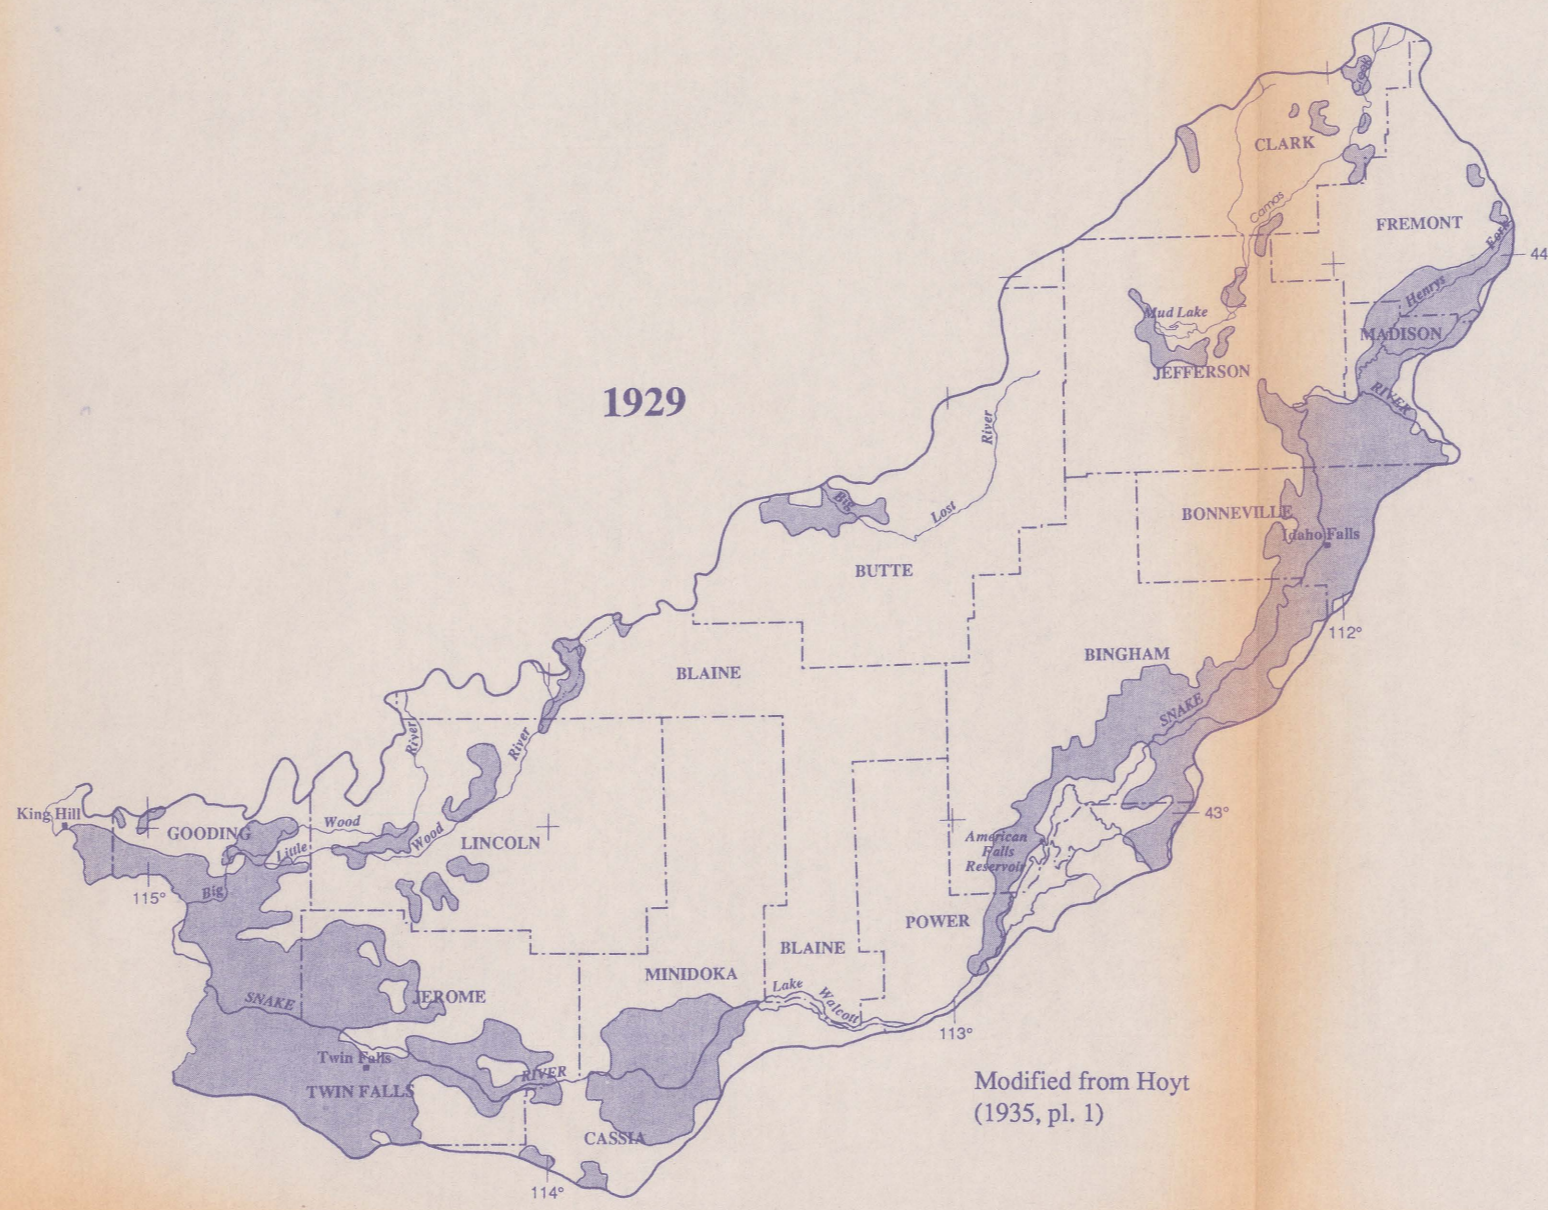 CLARK
Camas
FREMONT
Fork
44
Henrys
Mud Lake
MADISON
JEFFERSON
1929
RIVER
River
Big
Lost
BONNEVILLE
Idaho Falls
BUTTE
112°
BINGHAM
BLAINE
SNAKE
River
River
King Hill
43°
Wood
GOODING
Wood
LINCOLN
American
Falls
Reservoir
Little
Big
115°
POWER
BLAINE
MINIDOKA
Lake
Walcott
SNAKE
JEROME
113°
Twin Falls
RIVER
TWIN FALLS
Modified from Hoyt
(1935, pl. 1)
CASSIA
114°